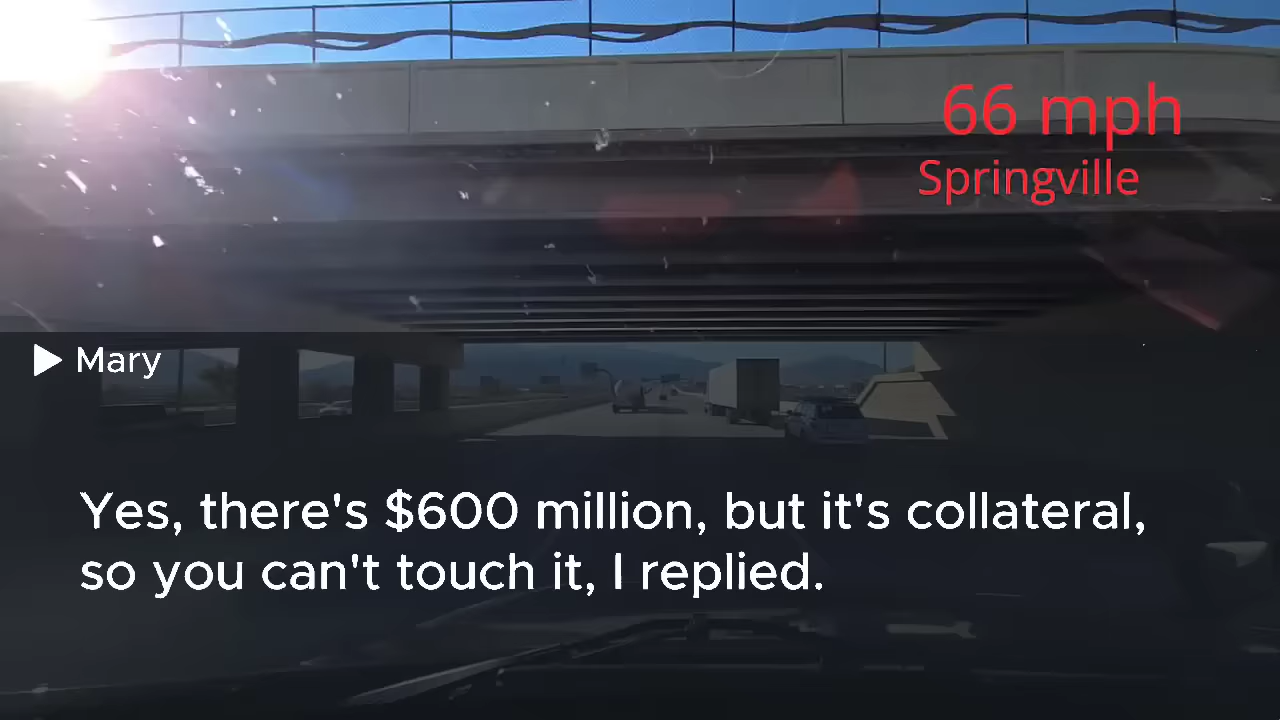 66 mph
Springville
Mary
Yes, there's $600 million, but it's collateral,
so you can't touch it, I replied.